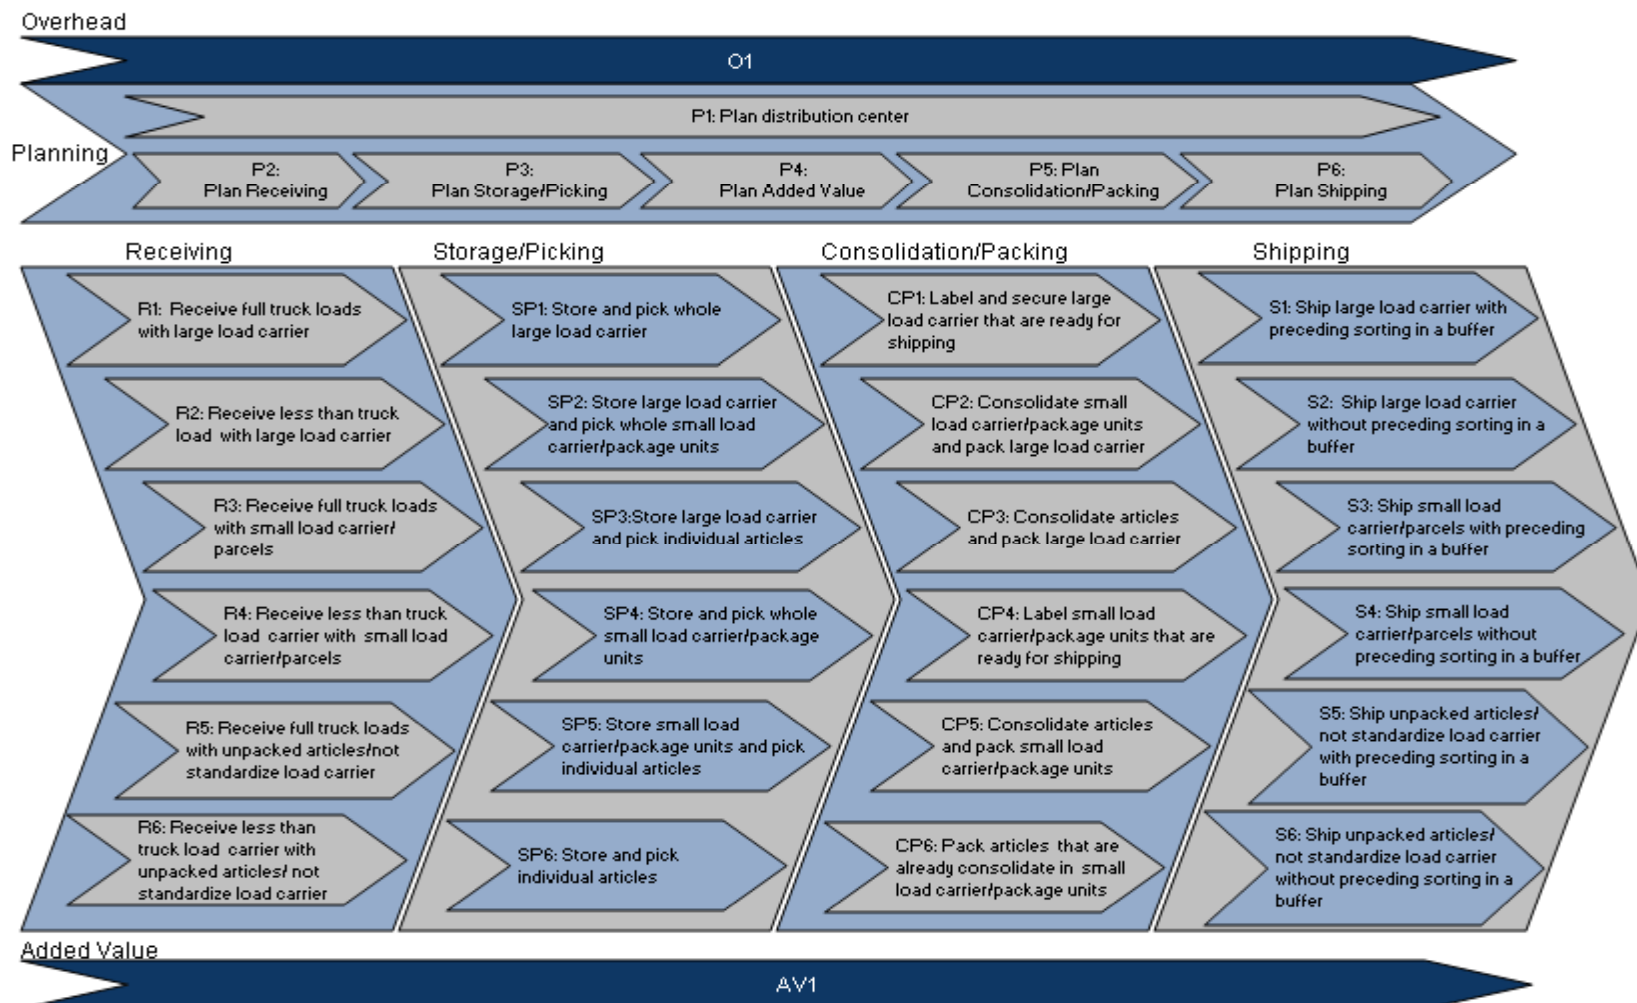 Overhead
O1
P1: Plan distribution center
Planning
P2:
Plan Receiving
P3:
Plan Storage/Picking
P4:
Plan Added Value
P5: Plan
Consolidation/Packing
P6:
Plan Shipping
Receiving
Storage/Picking
Consolidation/Packing
Shipping
R1: Receive full truck loads
with large load carrier
R2: Receive less than truck
load with large load carrier
R3: Receive full truck loads
with small load carrier/
parcels
R4: Receive less than truck
load carrier with small load
carrier/parcels
R5: Receive full truck loads
with unpacked articles/not
standardize load carrier
R6: Receive less than
truck load carrier with
unpacked articles/ not
standardize load carrier
SP1: Store and pick whole
large load carrier
SP2: Store large load carrier
and pick whole small load
carrier/package units
SP3:Store large load carrier
and pick individual articles
SP4: Store and pick whole
small load carrier/package
units
SP5: Store small load
carrier/package units and pick
individual articles
SP6: Store and pick
individual articles
CP1: Label and secure large
load carrier that are ready for
shipping
CP2: Consolidate small
load carrier/package units
and pack large load carrier
CP3: Consolidate articles
and pack large load carrier
CP4: Label small load
carrier/package units that are
ready for shipping
CP5: Consolidate articles
and pack small load
carrier/package units
CP6: Pack articles that are
already consolidate in small
load carrier/package units
S1: Ship large load carrier with
preceding sorting in a buffer
S2: Ship large load carrier
without preceding sorting in a
buffer
S3: Ship small load
carrier/parcels with preceding
sorting in a buffer
S4: Ship small load
carrier/parcels without
preceding sorting in a buffer
S5: Ship unpacked articles/
not standardize load carrier
with preceding sorting in a
buffer
S6: Ship unpacked articles/
not standardize load carrier
without preceding sorting in a
buffer
Added Value
AV1